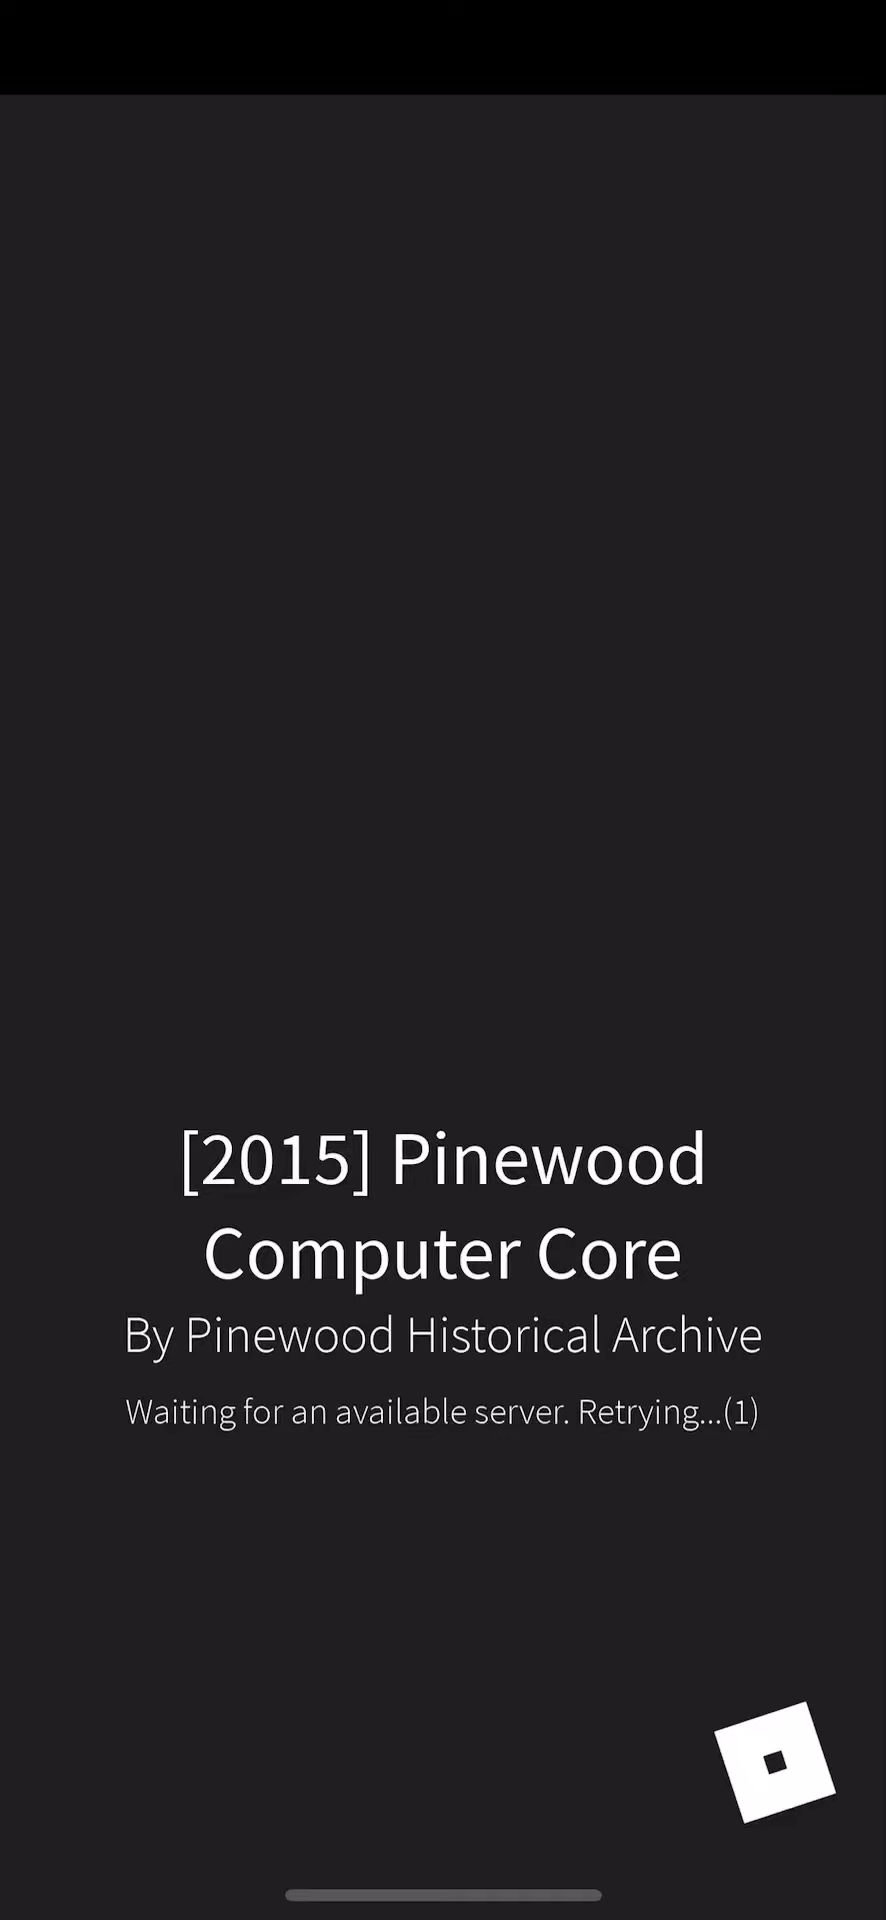 [2015] Pinewood
Computer Core
By Pinewood Historical Archive
Waiting for an available server. Retrying...(1)